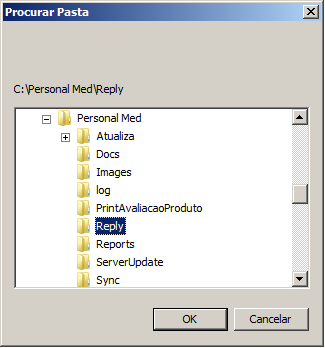 Procurar Pasta
C:\Personal Med\Reply
Personal Med
Atualiza
Docs
Images
log
PrintAvaliacaoProduto
Reply
Reports
ServerUpdate
Sync
OK
Cancelar